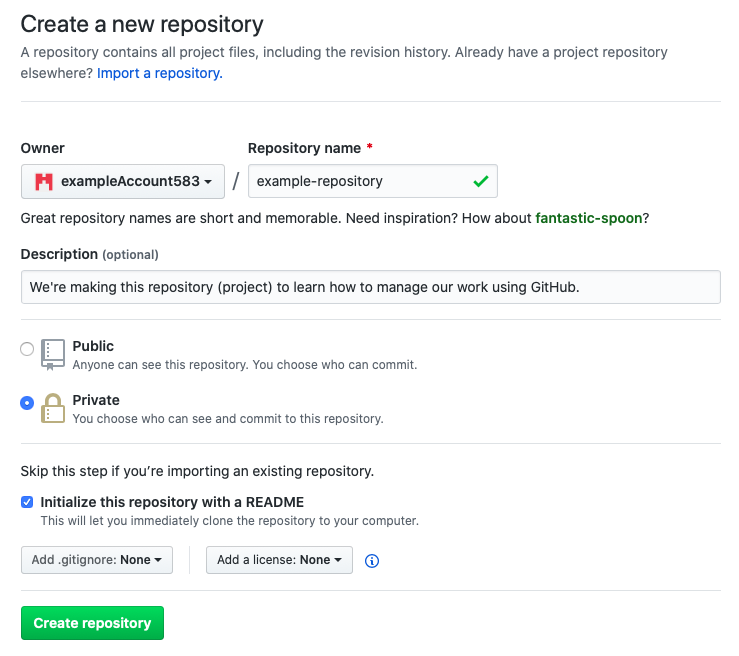 Create a new repository
A repository contains all project files, including the revision history. Already have a project repository
elsewhere? Import a repository.
Owner
Repository name *
exampleAccount583
/
example-repository
Great repository names are short and memorable. Need inspiration? How about fantastic-spoon?
Description (optional)
We're making this repository (project) to learn how to manage our work using GitHub.
Public
Anyone can see this repository. You choose who can commit.
Private
You choose who can see and commit to this repository.
Skip this step if you’re importing an existing repository.
Initialize this repository with a README
This will let you immediately clone the repository to your computer.
Add .gitignore: None
Add a license: None
Create repository